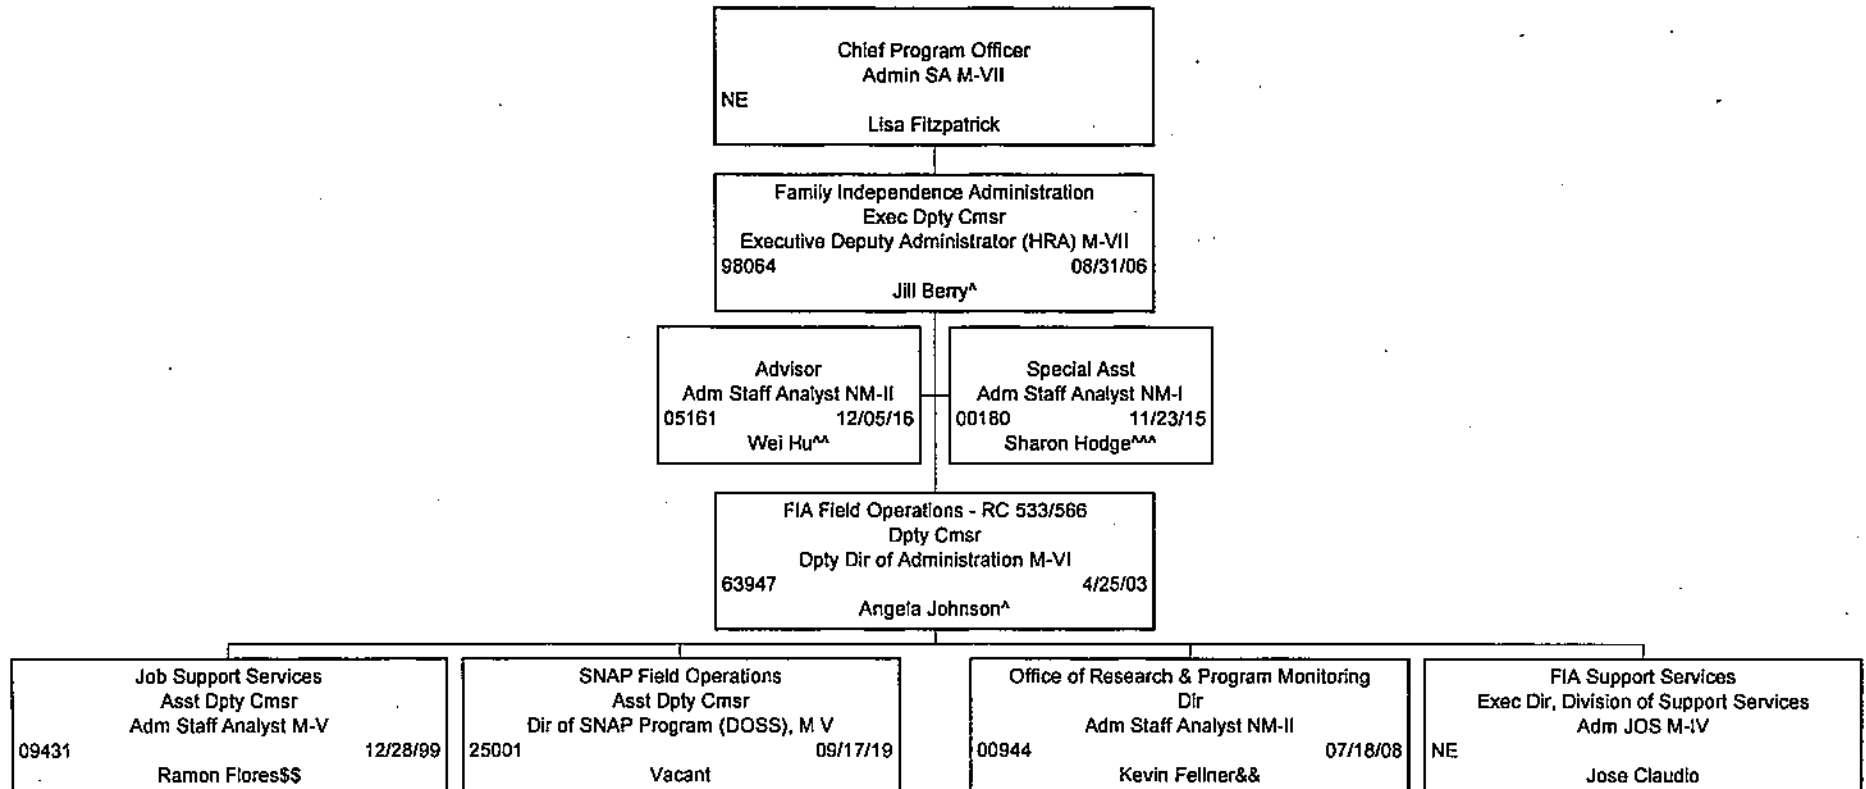 Chief Program Officer
Admin SA M-VII
NE
Lisa Fitzpatrick
Family Independence Administration
Exec Dpty Cmsr
Executive Deputy Administrator (HRA) M-VII
98064 08/31/06
Jill Berry^
Advisor
Adm Staff Analyst NM-II
05161 12/05/16
Wei Hu^^
Special Asst
Adm Staff Analyst NM-I
00180 11/23/15
Sharon Hodge^^^
FIA Field Operations - RC 533/566
Dpty Cmsr
Dpty Dir of Administration M-VI
63947 4/25/03
Angela Johnson^
Job Support Services
Asst Dpty Cmsr
Adm Staff Analyst M-V
09431 12/28/99
Ramon Flores$$
SNAP Field Operations
Asst Dpty Cmsr
Dir of SNAP Program (DOSS), M V
25001 09/17/19
Vacant
Office of Research & Program Monitoring
Dir
Adm Staff Analyst NM-II
00944 07/18/08
Kevin Fellner&&
FIA Support Services
Exec Dir, Division of Support Services
Adm JOS M-IV
NE
Jose Claudio